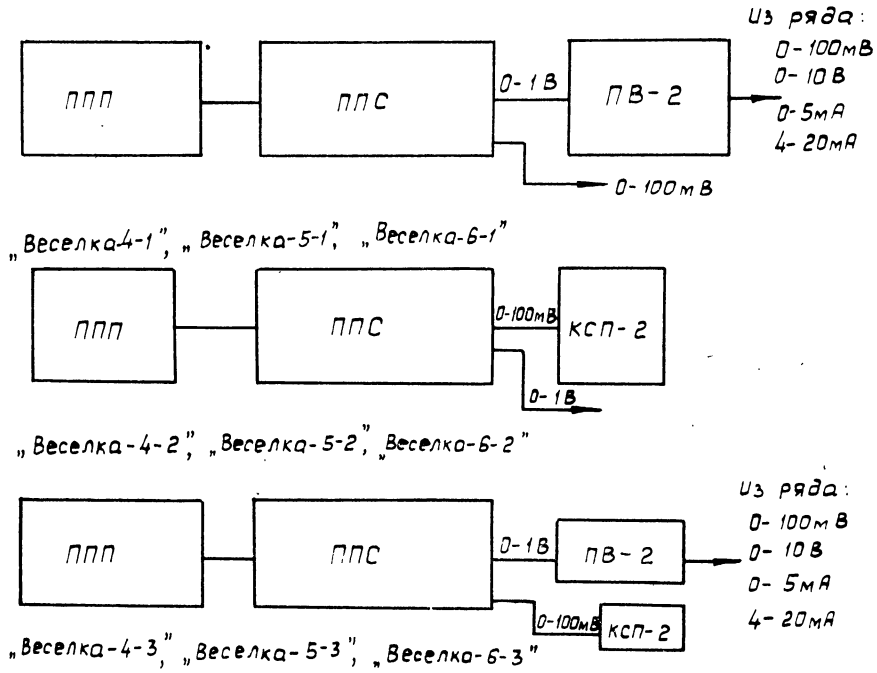 Из ряда:
0-100мВ
0-10В
0-5мА
4-20мА
ППП
ППС
0-1В
ПВ-2
0-100мВ
„Веселка-4-1”, „Веселка-5-1”, „Веселка-6-1”
ППП
ППС
0-100мВ
КСП-2
0-1В
„Веселка-4-2”, „Веселка-5-2”, „Веселка-6-2”
Из ряда:
0-100мВ
0-10В
0-5мА
4-20мА
ППП
ППС
0-1В
ПВ-2
0-100мВ
КСП-2
„Веселка-4-3”, „Веселка-5-3”, „Веселка-6-3”